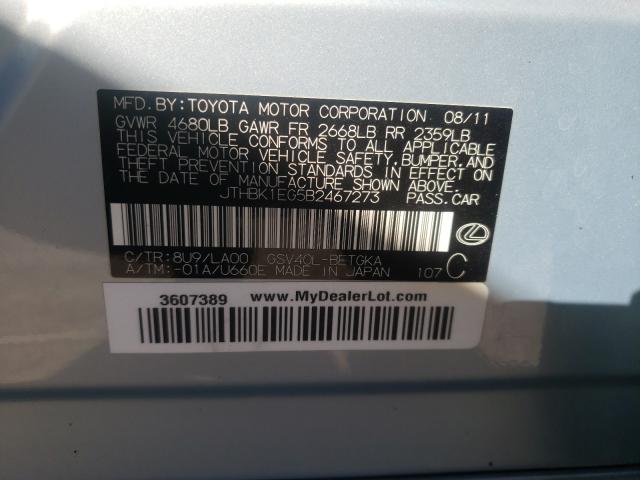 MFD.BY:TOYOTA MOTOR CORPORATION 08/11
GVWR 4680LB GAWR FR 2668LB RR 2359LB
THIS VEHICLE CONFORMS TO ALL APPLICABLE
FEDERAL MOTOR VEHICLE SAFETY,BUMPER,AND
THEFT PREVENTION STANDARDS IN EFFECT ON
THE DATE OF MANUFACTURE SHOWN ABOVE.
JTHBK1EG5B2467273 PASS.CAR
C/TR:8U9/LA00 GSV40L-BETGKA
A/TM:-01A/U660E MADE IN JAPAN 107 C
3607389 www.MyDealerLot.com